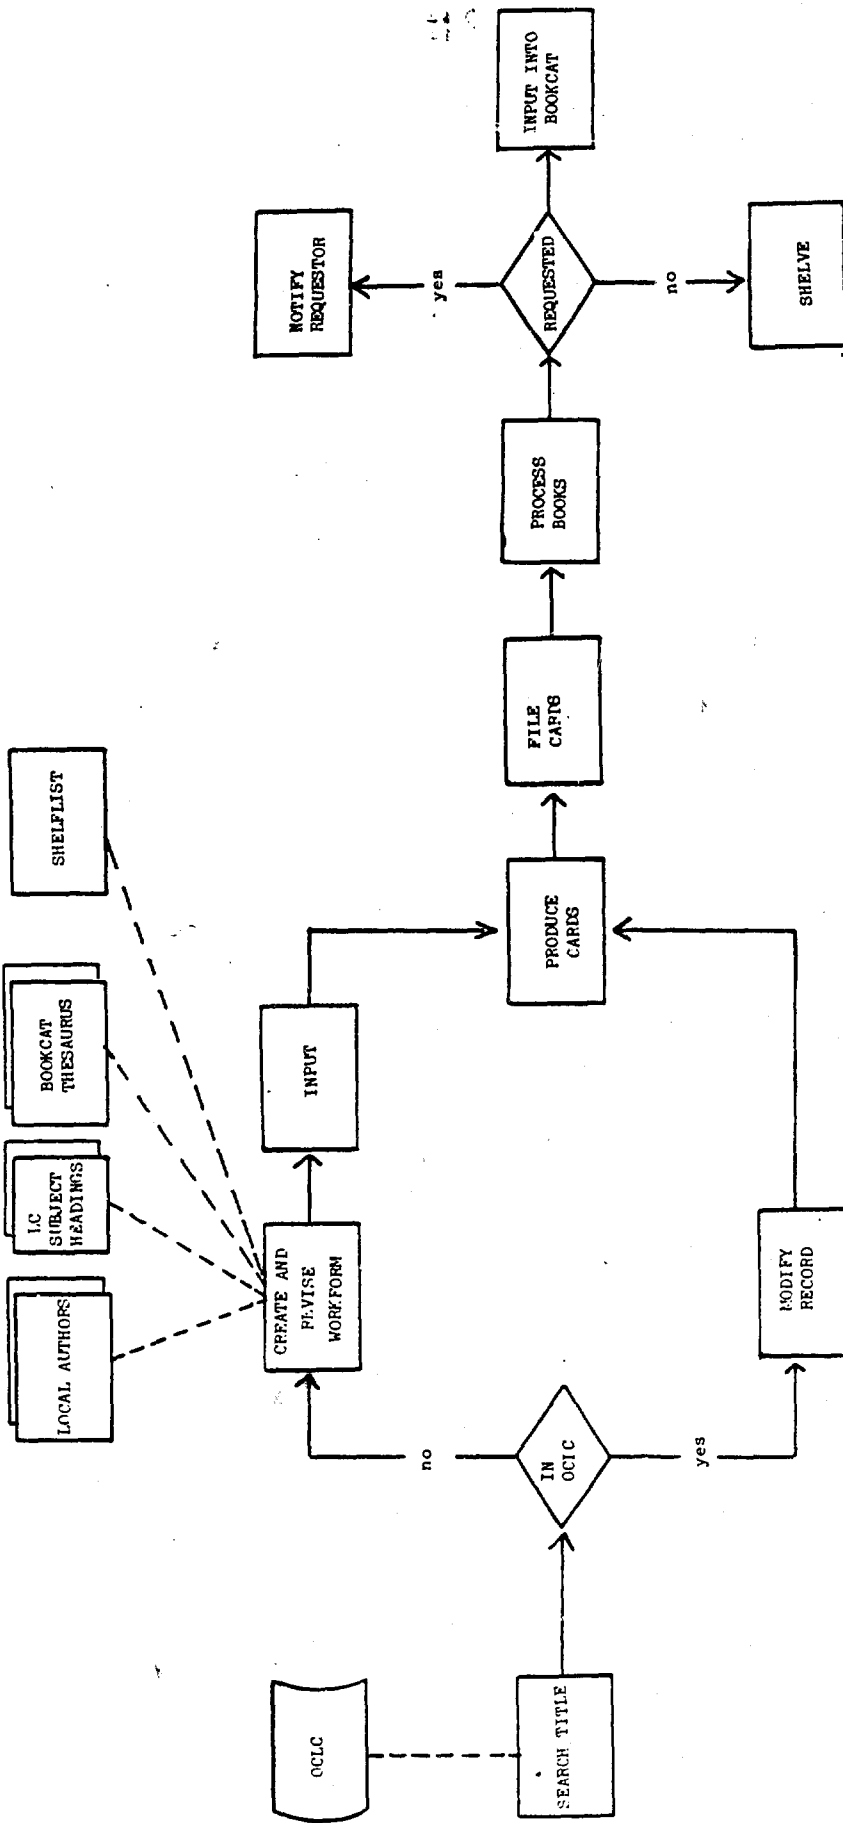 OCLC
SEARCH TITLE
IN
OCIC
no
yes
LOCAL AUTHORS
LC
SUBJECT
HEADINGS
BOOKCAT
THESAURUS
SHELFLIST
CREATE AND
REVISE
WORKFORM
INPUT
MODIFY
RECORD
PRODUCE
CARDS
FILE
CARDS
PROCESS
BOOKS
REQUESTED
yes
no
NOTIFY
REQUESTOR
INPUT INTO
BOOKCAT
SHELVE